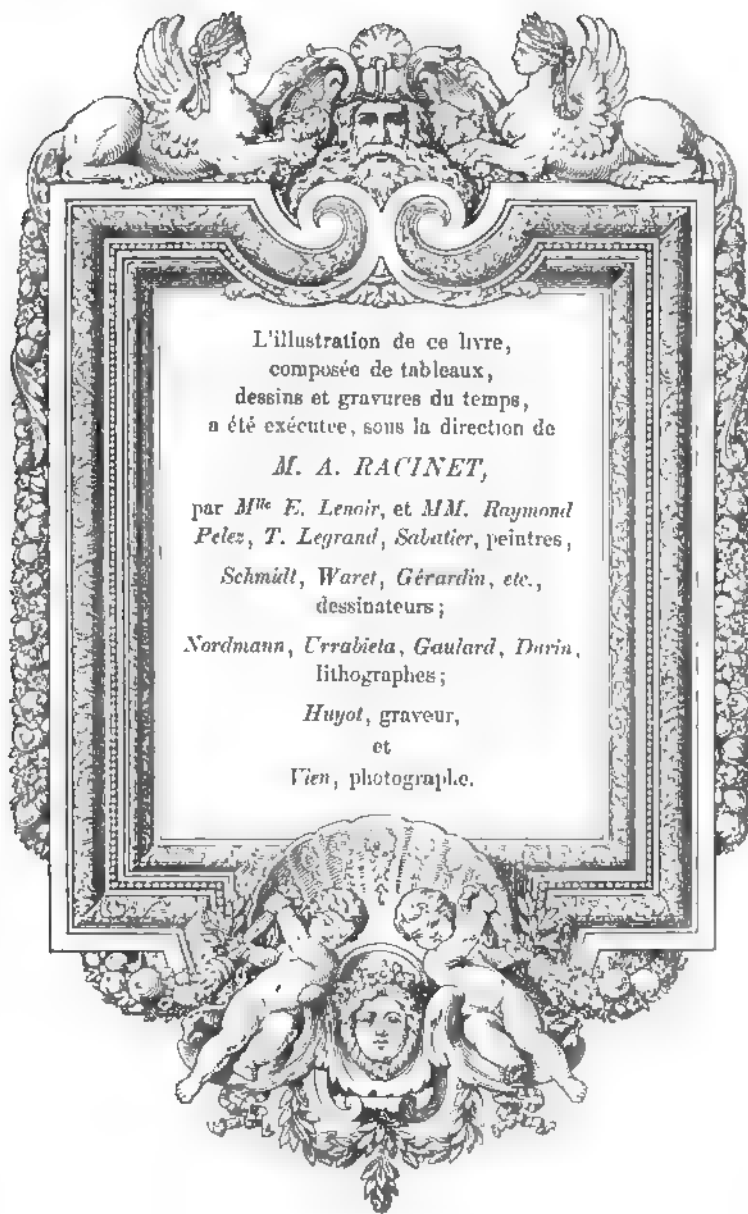 L'illustration de ce livre,
composée de tableaux,
dessins et gravures du temps,
a été exécutée, sous la direction de
M. A. RACINET,
par Mlle E. Lenoir, et MM. Raymond
Pelez, T. Legrand, Sabatier, peintres,
Schmidt, Waret, Gérardin, etc.,
dessinateurs;
Nordmann, Urrabieta, Gaulard, Durin,
lithographes;
Huyot, graveur,
et
Vien, photographe.